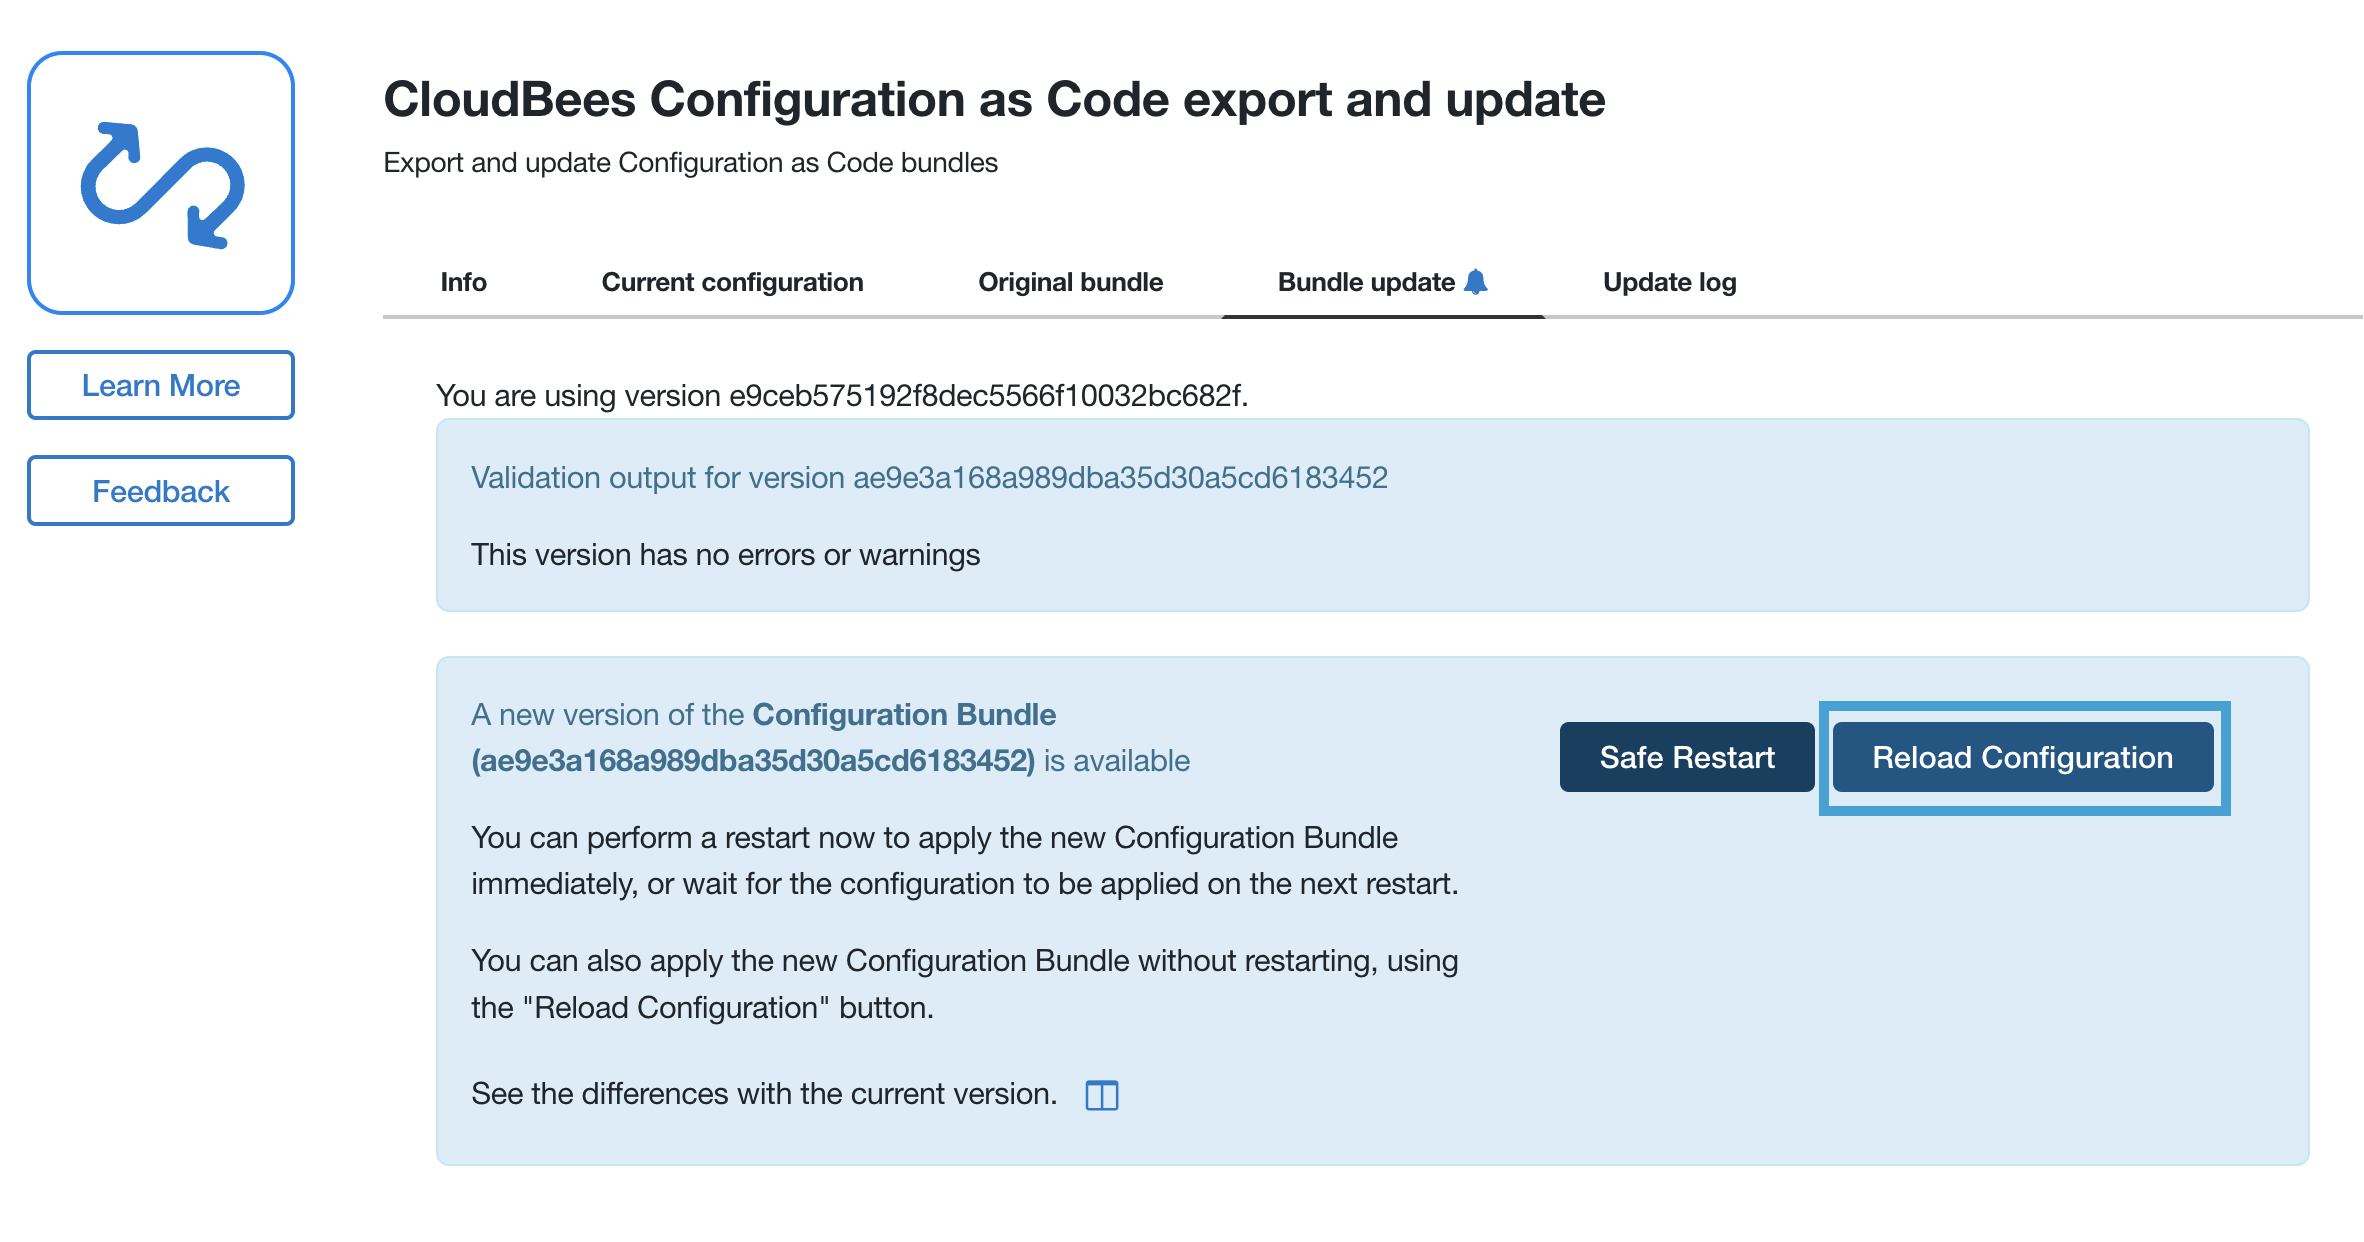 CloudBees Configuration as Code export and update
Export and update Configuration as Code bundles
Learn More
Feedback
Info
Current configuration
Original bundle
Bundle update
Update log
You are using version e9ceb575192f8dec5566f10032bc682f.
Validation output for version ae9e3a168a989dba35d30a5cd6183452
This version has no errors or warnings
A new version of the Configuration Bundle
(ae9e3a168a989dba35d30a5cd6183452) is available
Safe Restart
Reload Configuration
You can perform a restart now to apply the new Configuration Bundle
immediately, or wait for the configuration to be applied on the next restart.
You can also apply the new Configuration Bundle without restarting, using
the "Reload Configuration" button.
See the differences with the current version.